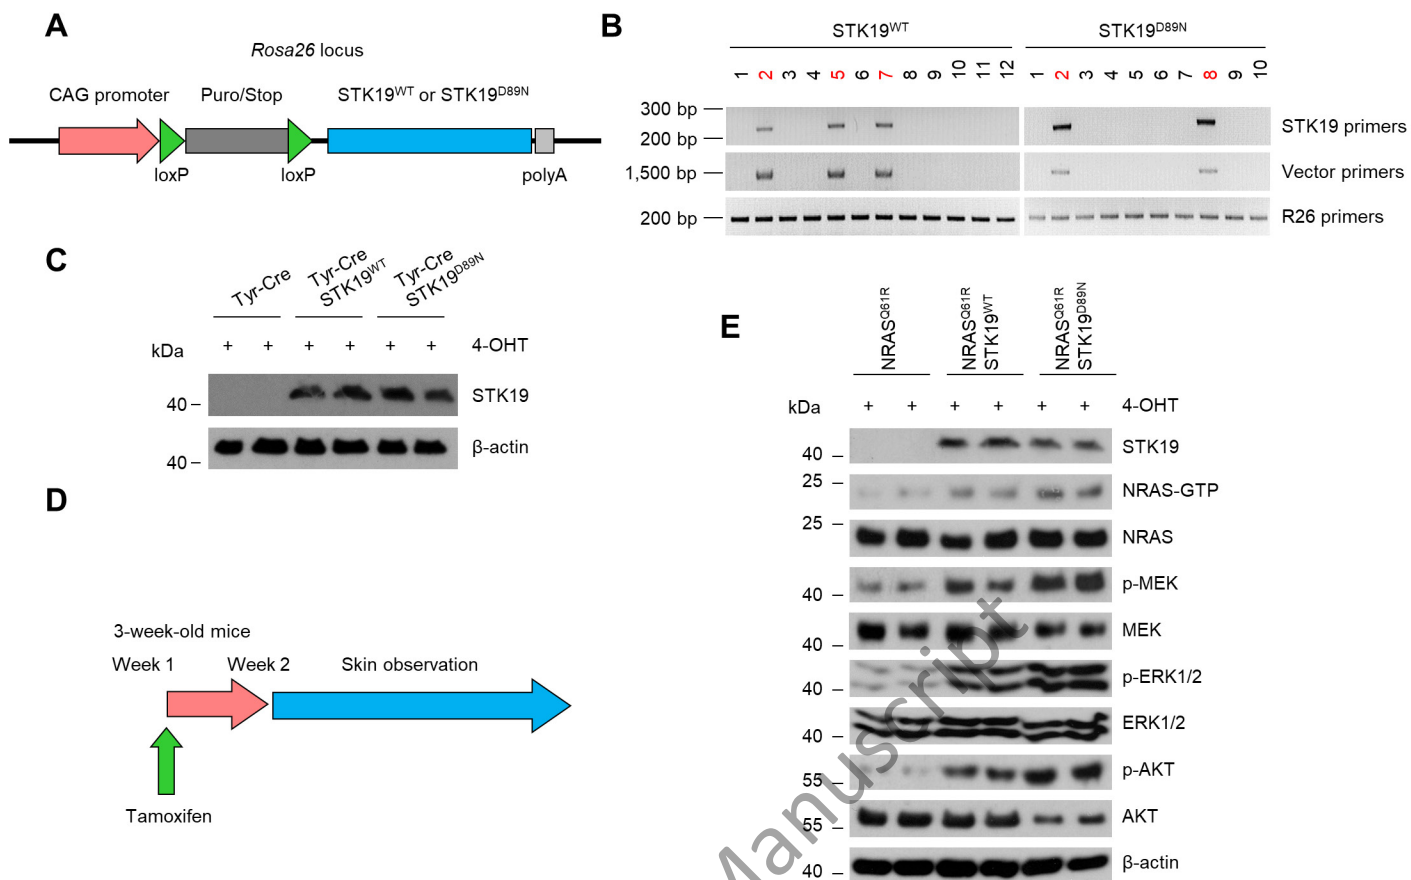 A
Rosa26 locus
CAG promoter Puro/Stop STK19WT or STK19D89N
loxP loxP polyA
B
STK19WT STK19D89N
1 2 3 4 5 6 7 8 9 10 11 12 1 2 3 4 5 6 7 8 9 10
300 bp
200 bp
STK19 primers
1,500 bp
Vector primers
200 bp
R26 primers
C
Tyr-Cre
Tyr-Cre
STK19WT
Tyr-Cre
STK19D89N
kDa
+ + + + + + 4-OHT
40
STK19
40
β-actin
D
3-week-old mice
Week 1 Week 2 Skin observation
Tamoxifen
E
NRASQ61R
NRASQ61R
STK19WT
NRASQ61R
STK19D89N
kDa
+ + + + + + 4-OHT
40
STK19
25
NRAS-GTP
25
NRAS
40
p-MEK
40
MEK
40
p-ERK1/2
40
ERK1/2
55
p-AKT
55
AKT
40
β-actin
Manuscript